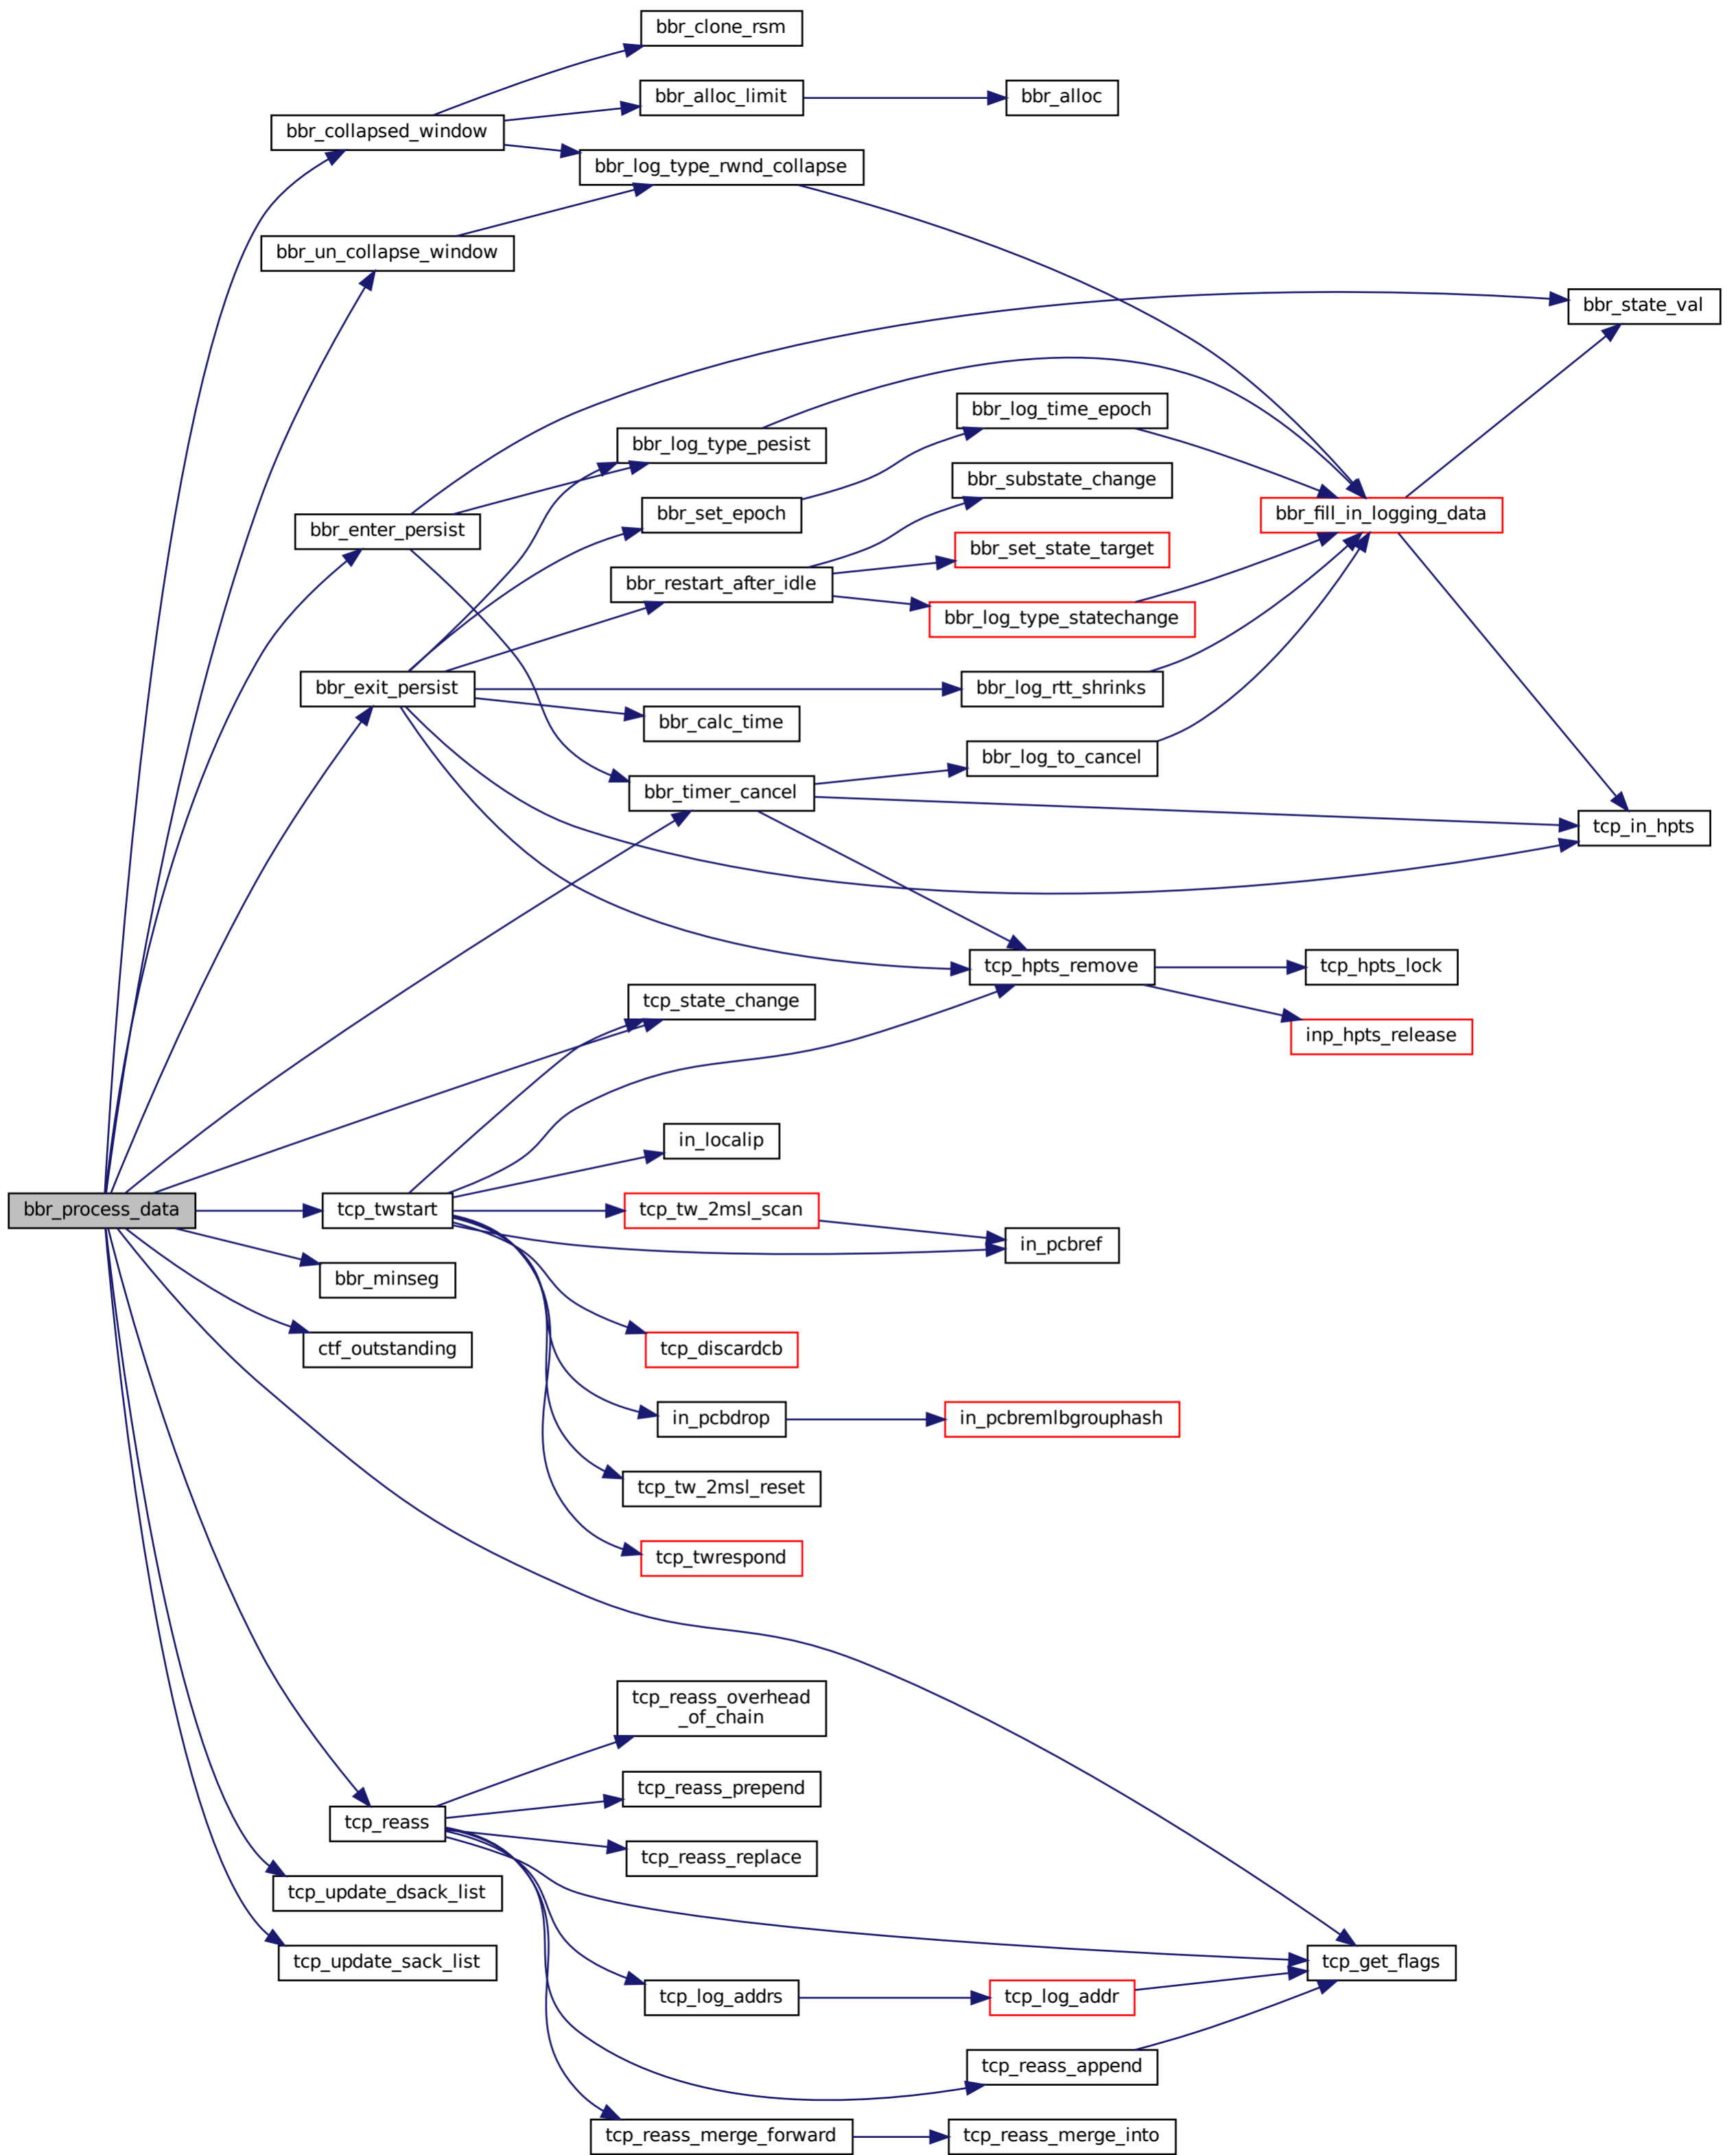 bbr_clone_rsm
bbr_alloc_limit
bbr_alloc
bbr_collapsed_window
bbr_log_type_rwnd_collapse
bbr_un_collapse_window
bbr_state_val
bbr_log_time_epoch
bbr_log_type_pesist
bbr_substate_change
bbr_set_epoch
bbr_fill_in_logging_data
bbr_enter_persist
bbr_set_state_target
bbr_restart_after_idle
bbr_log_type_statechange
bbr_exit_persist
bbr_log_rtt_shrinks
bbr_calc_time
bbr_log_to_cancel
bbr_timer_cancel
tcp_in_hpts
tcp_hpts_remove
tcp_hpts_lock
tcp_state_change
inp_hpts_release
in_localip
bbr_process_data
tcp_twstart
tcp_tw_2msl_scan
in_pcbref
bbr_minseg
ctf_outstanding
tcp_discardcb
in_pcbdrop
in_pcbremlbgrouphash
tcp_tw_2msl_reset
tcp_twrespond
tcp_reass_overhead
_of_chain
tcp_reass_prepend
tcp_reass
tcp_reass_replace
tcp_update_dsack_list
tcp_update_sack_list
tcp_get_flags
tcp_log_addrs
tcp_log_addr
tcp_reass_append
tcp_reass_merge_forward
tcp_reass_merge_into